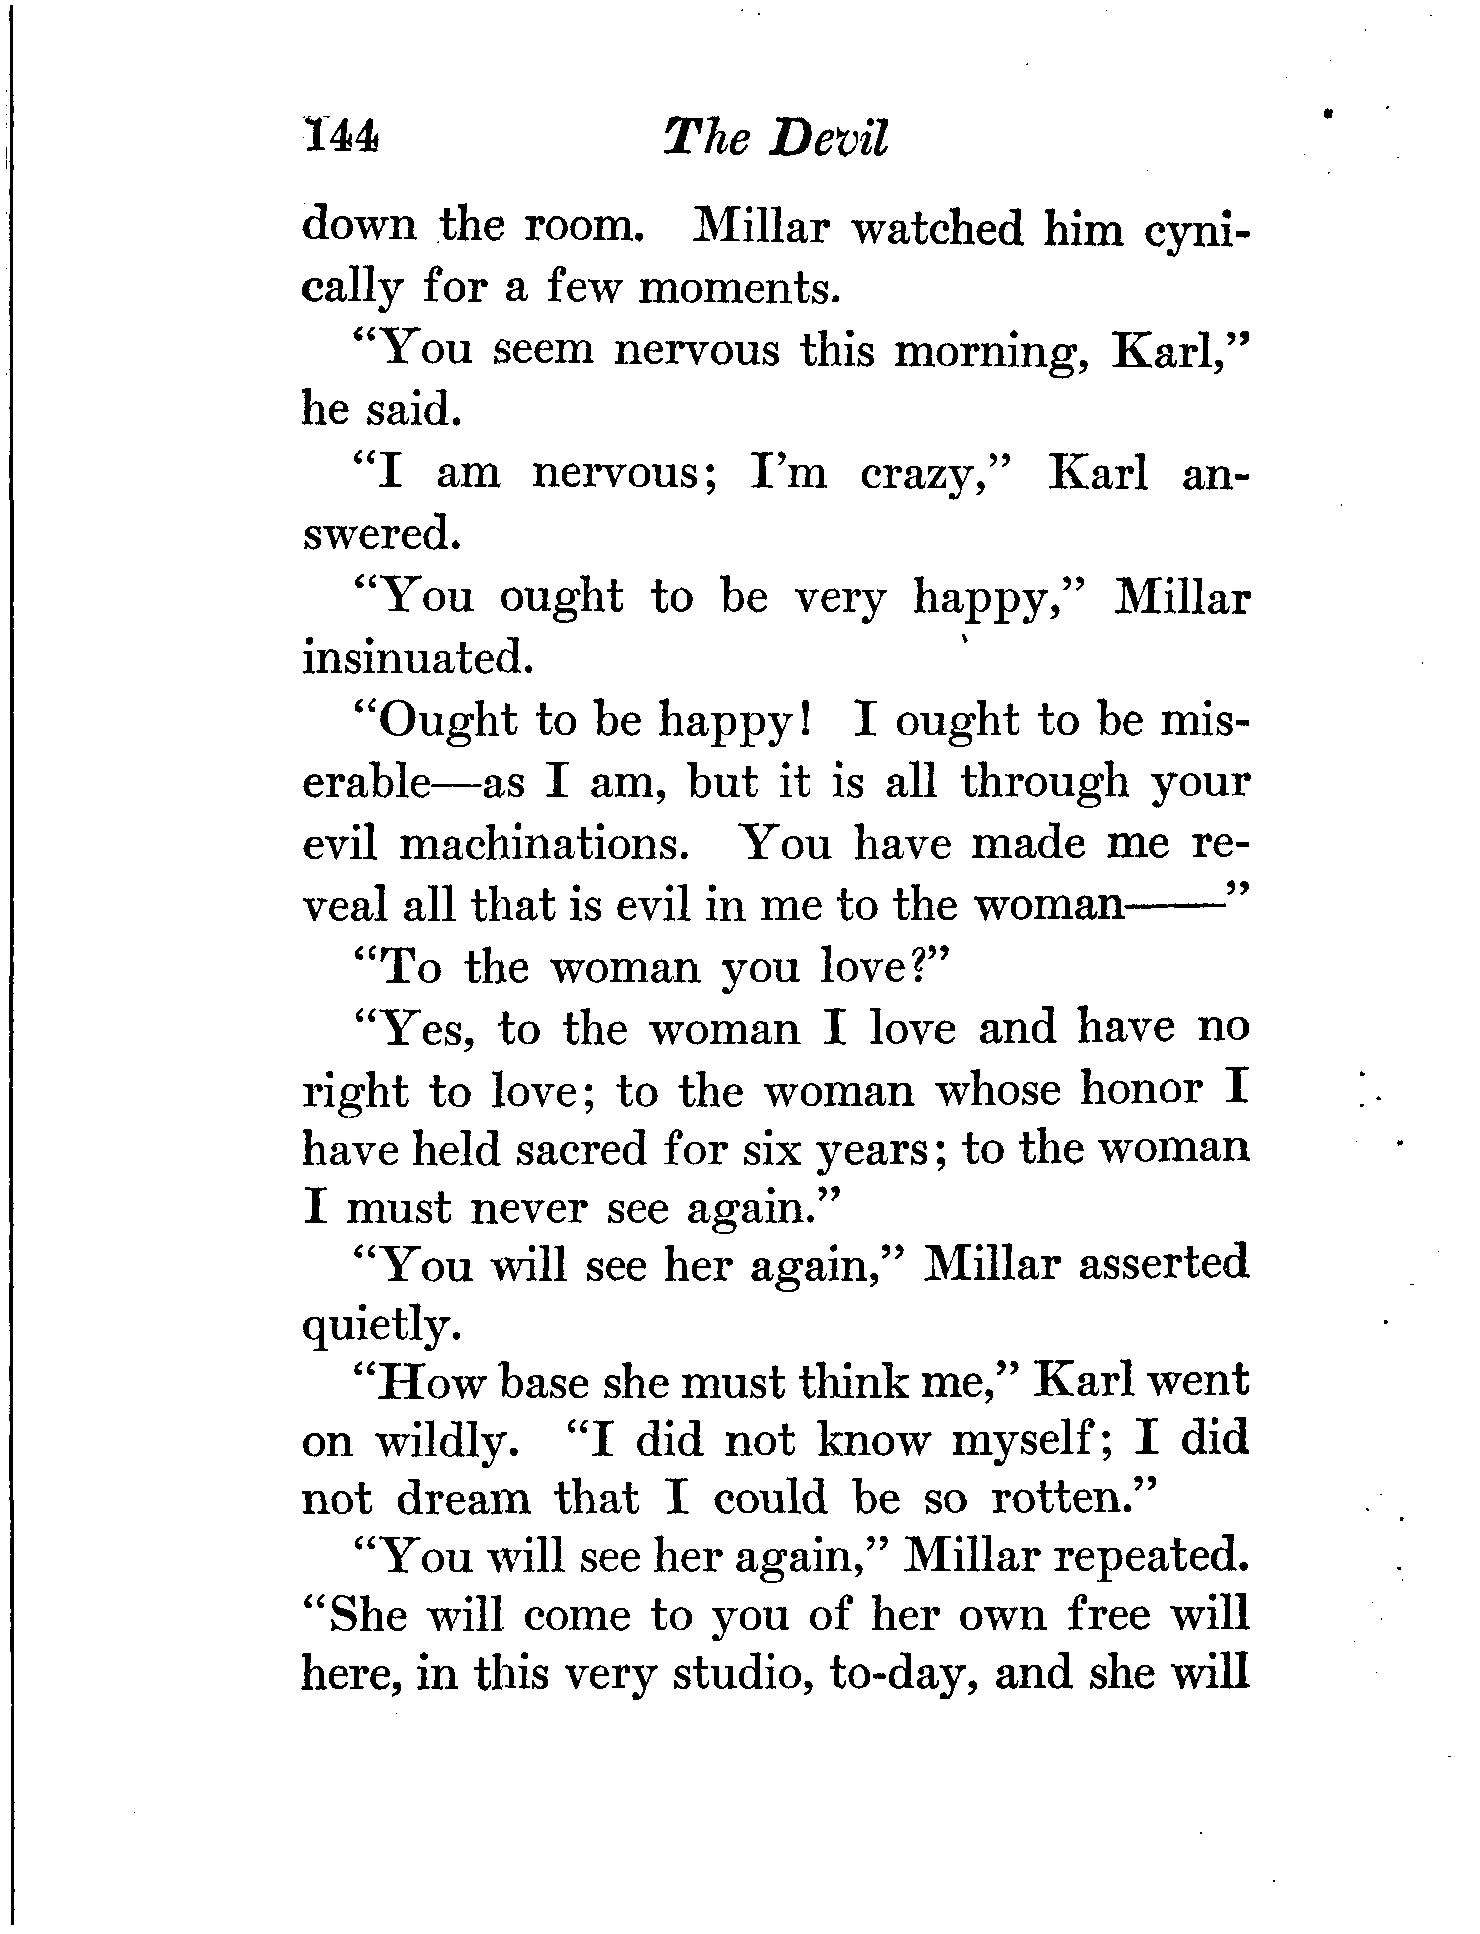 144 The Devil
down the room. Millar watched him cyni-
cally for a few moments.
"You seem nervous this morning, Karl,"
he said.
"I am nervous; I'm crazy," Karl an-
swered.
"You ought to be very happy," Millar
insinuated.
"Ought to be happy! I ought to be mis-
erable—as I am, but it is all through your
evil machinations. You have made me re-
veal all that is evil in me to the woman——"
"To the woman you love?"
"Yes, to the woman I love and have no
right to love; to the woman whose honor I
have held sacred for six years; to the woman
I must never see again."
"You will see her again," Millar asserted
quietly.
"How base she must think me," Karl went
on wildly. "I did not know myself; I did
not dream that I could be so rotten."
"You will see her again," Millar repeated.
"She will come to you of her own free will
here, in this very studio, to-day, and she will